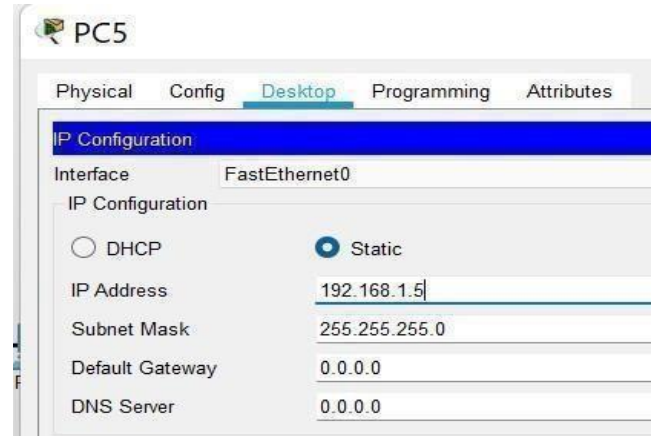 PC5
Physical Config Desktop Programming Attributes
IP Configuration
Interface FastEthernet0
IP Configuration
DHCP Static
IP Address 192.168.1.5
Subnet Mask 255.255.255.0
Default Gateway 0.0.0.0
DNS Server 0.0.0.0